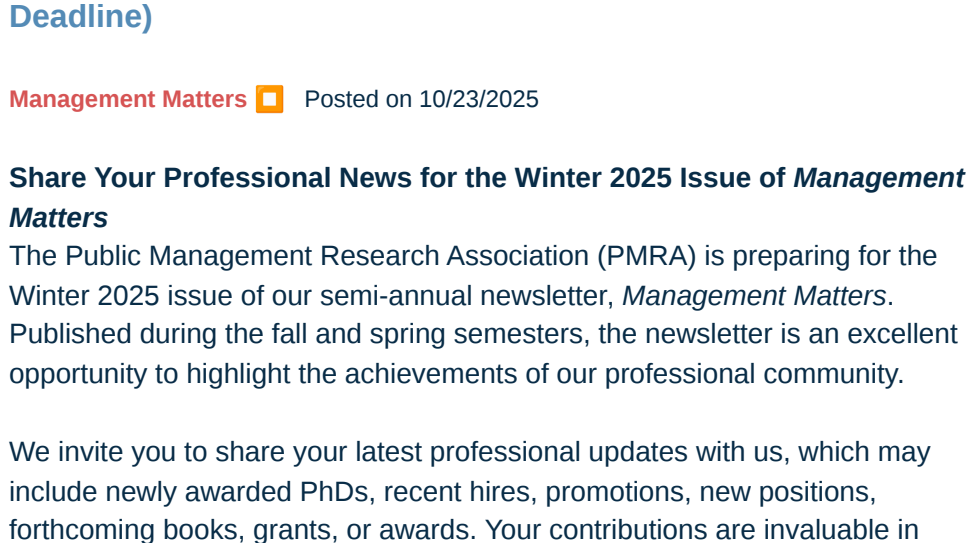 Deadline)
Management Matters Posted on 10/23/2025
Share Your Professional News for the Winter 2025 Issue of Management
Matters
The Public Management Research Association (PMRA) is preparing for the
Winter 2025 issue of our semi-annual newsletter, Management Matters.
Published during the fall and spring semesters, the newsletter is an excellent
opportunity to highlight the achievements of our professional community.
We invite you to share your latest professional updates with us, which may
include newly awarded PhDs, recent hires, promotions, new positions,
forthcoming books, grants, or awards. Your contributions are invaluable in